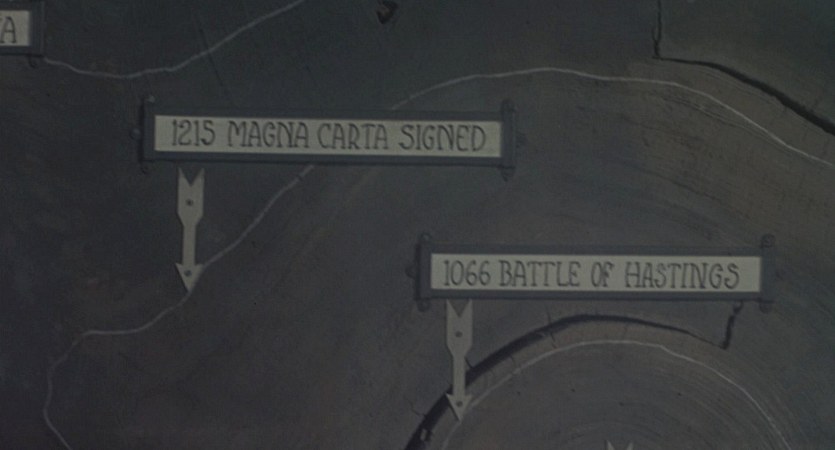 A
1215 MAGNA CARTA SIGNED
1066 BATTLE OF HASTINGS